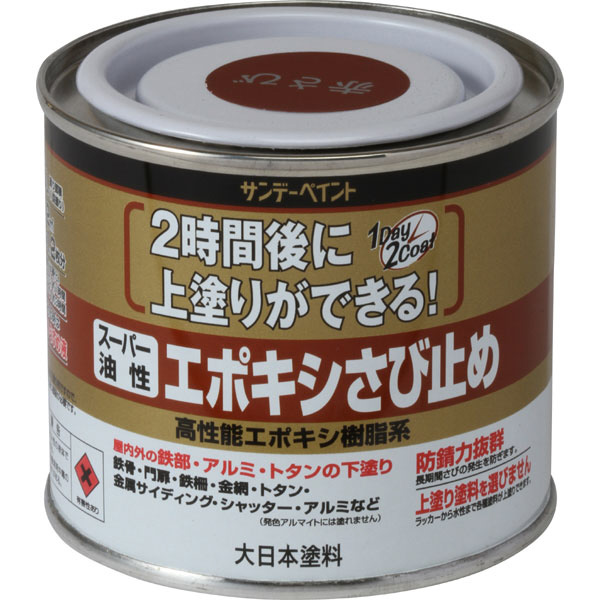 赤さび
サンデーペイント
2時間後に
上塗りができる!
1Day
2Coat
スーパー
油性
エポキシさび止め
高性能エポキシ樹脂系
屋内外の鉄部・アルミ・トタンの下塗り
鉄骨・門扉・鉄柵・金網・トタン・
金属サイディング・シャッター・アルミなど
(発色アルマイトには塗れません)
防錆力抜群
長期間さびの発生を防ぎます。
上塗り塗料を選びません
ラッカーから水性まで各種塗料が上塗りできます。
有害性あり
大日本塗料